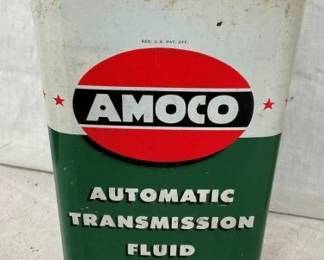 REG. U.S. PAT. OFF.
AMOCO
AUTOMATIC
TRANSMISSION
FLUID